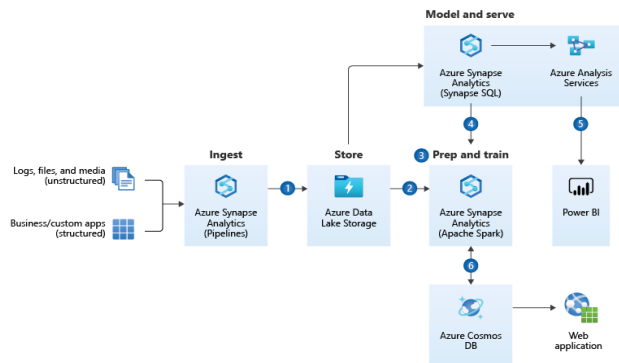 Model and serve
Azure Synapse
Analytics
(Synapse SQL)
Azure Analysis
Services
4
5
3
Ingest
Store
Prep and train
Logs, files, and media
(unstructured)
Business/custom apps
(structured)
Azure Synapse
Analytics
(Pipelines)
1
Azure Data
Lake Storage
2
Azure Synapse
Analytics
(Apache Spark)
Power BI
6
Azure Cosmos
DB
Web
application